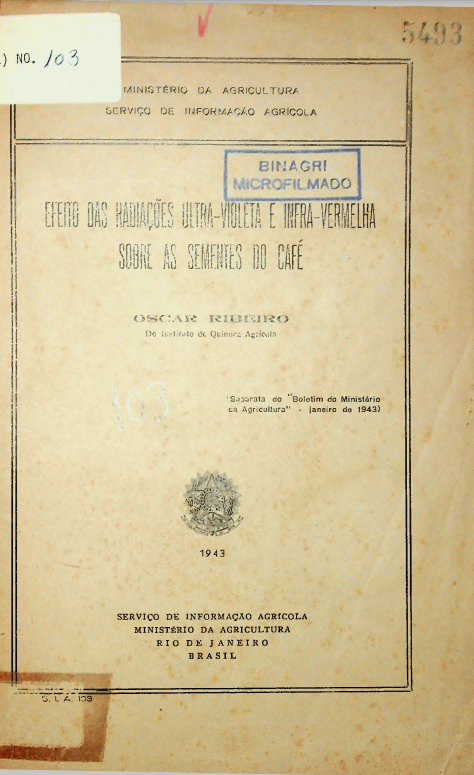 5493
) NO. 103
MINISTÉRIO DA AGRICULTURA
SERVIÇO DE INFORMAÇÃO AGRÍCOLA
BINAGRI
MICROFILMADO
EFEITO DAS RADIAÇÕES ULTRA-VIOLETA E INFRA-VERMELHA
SOBRE AS SEMENTES DO CAFÉ
OSCAR RIBEIRO
Do Instituto de Química Agrícola
103
(Separata do "Boletim do Ministério
da Agricultura" - janeiro de 1943)
1943
SERVIÇO DE INFORMAÇÃO AGRICOLA
MINISTÉRIO DA AGRICULTURA
RIO DE JANEIRO
BRASIL
S. I. A. 103